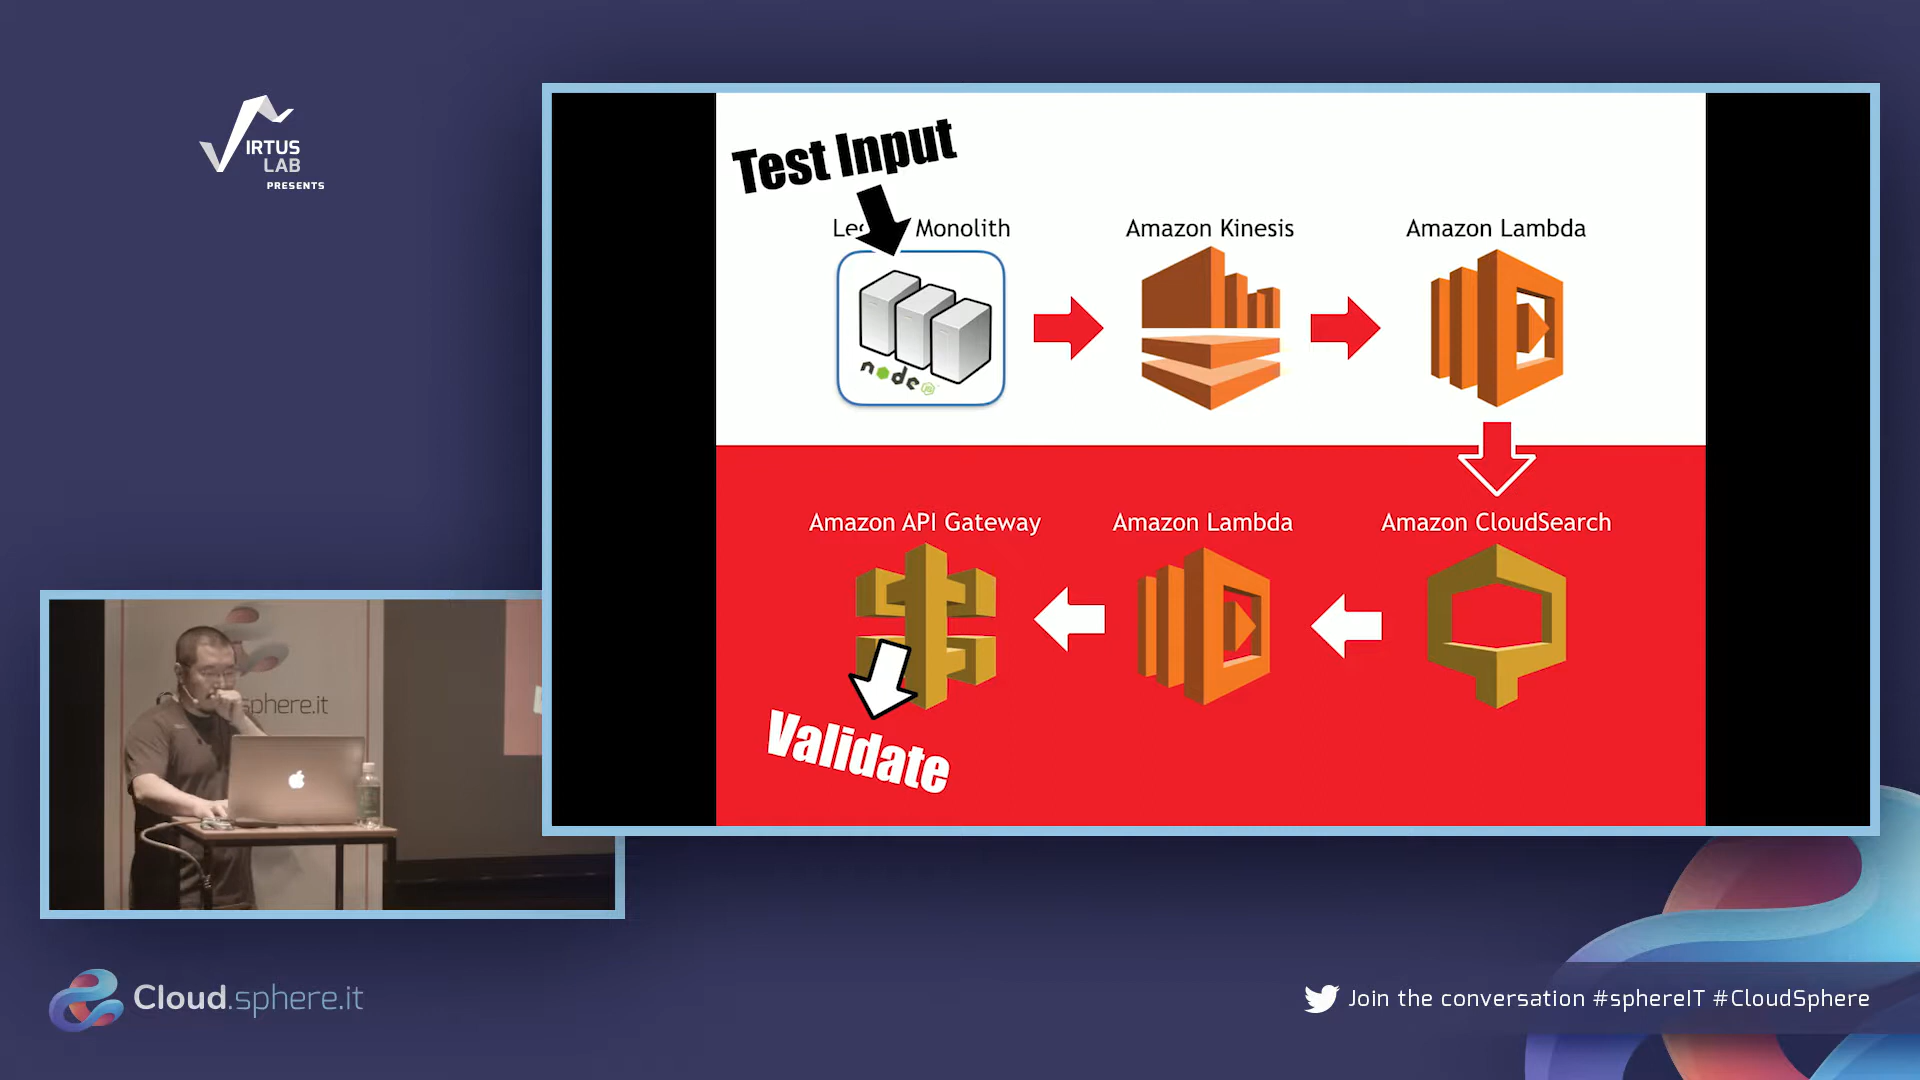 VIRTUS
LAB
PRESENTS
Test Input
Monolith
Amazon Kinesis
Amazon Lambda
node
Amazon API Gateway
Amazon Lambda
Amazon CloudSearch
Validate
sphere.it
Cloud.sphere.it
Join the conversation #sphereIT #CloudSphere